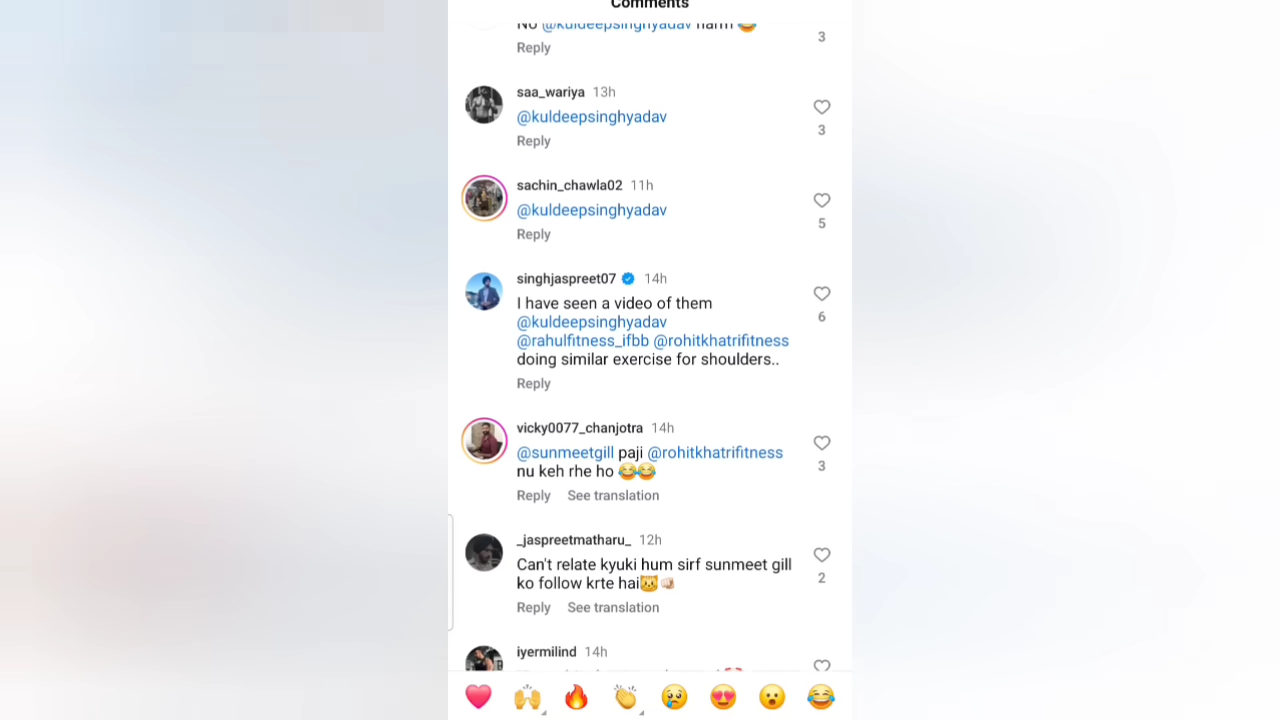 Comments
No @kuldeepsinghyadav harm 😂
3
Reply
saa_wariya 13h
@kuldeepsinghyadav
3
Reply
sachin_chawla02 11h
@kuldeepsinghyadav
5
Reply
singhjaspreet07 14h
I have seen a video of them
@kuldeepsinghyadav
@rahulfitness_ifbb @rohitkhatrifitness
doing similar exercise for shoulders..
6
Reply
vicky0077_chanjotra 14h
@sunmeetgill paji @rohitkhatrifitness
nu keh rhe ho 😂😂
3
Reply See translation
_jaspreetmatharu_ 12h
Can't relate kyuki hum sirf sunmeet gill
ko follow krte hai🐱👊🏻
2
Reply See translation
iyermilind 14h